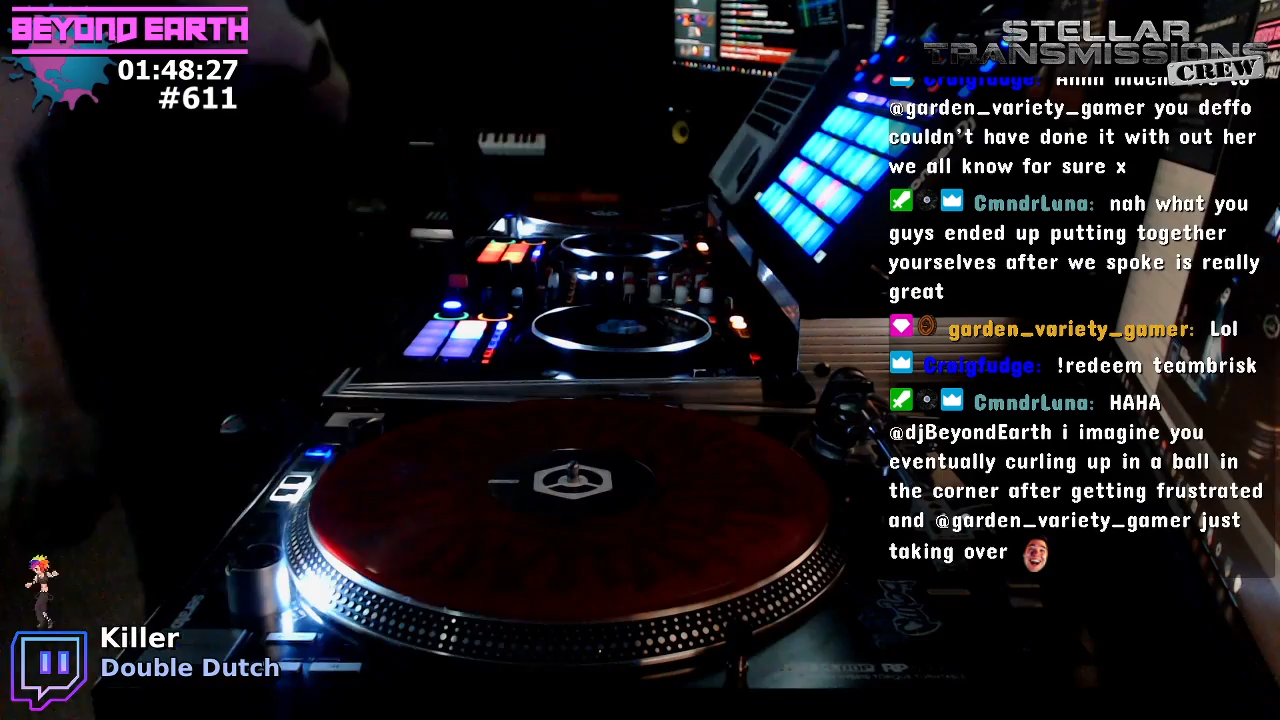 BEYOND EARTH
01:48:27
#611
STELLAR
TRANSMISSIONS
CREW
Craigfudge:
@garden_variety_gamer you deffo
couldn't have done it with out her
we all know for sure x
CmndrLuna: nah what you
guys ended up putting together
yourselves after we spoke is really
great
garden_variety_gamer: Lol
Craigfudge: !redeem teambrisk
CmndrLuna: HAHA
@djBeyondEarth i imagine you
eventually curling up in a ball in
the corner after getting frustrated
and @garden_variety_gamer just
taking over
Killer
Double Dutch